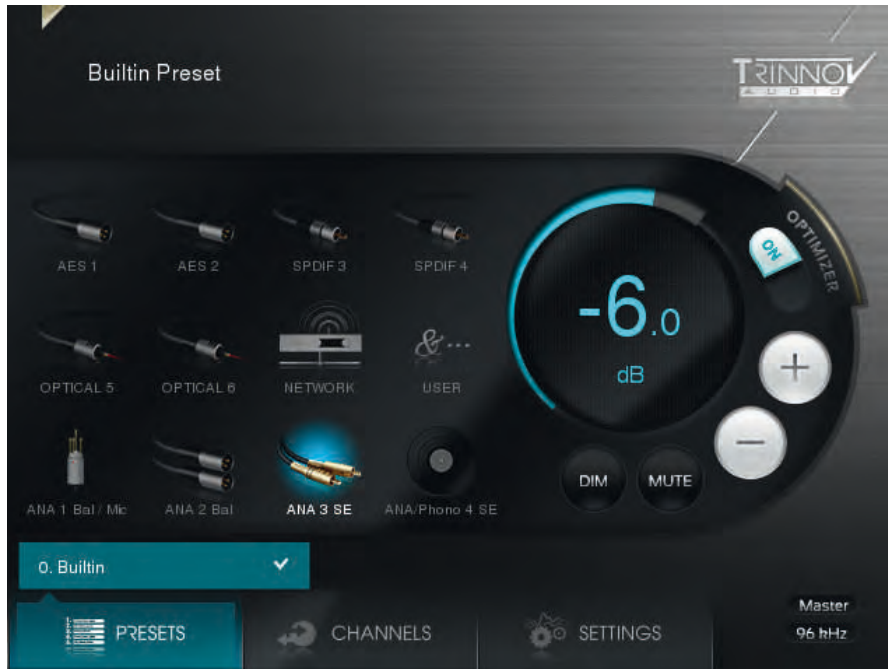 Builtin Preset
TRINNOV
AUDIO
OPTIMIZER
ON
AES 1
AES 2
SPDIF 3
SPDIF 4
-6.0
dB
OPTICAL 5
OPTICAL 6
NETWORK
&...
USER
+
−
ANA 1 Bal / Mic
ANA 2 Bal
ANA 3 SE
ANA/Phono 4 SE
DIM
MUTE
0. Builtin
PRESETS
CHANNELS
SETTINGS
Master
96 hHz